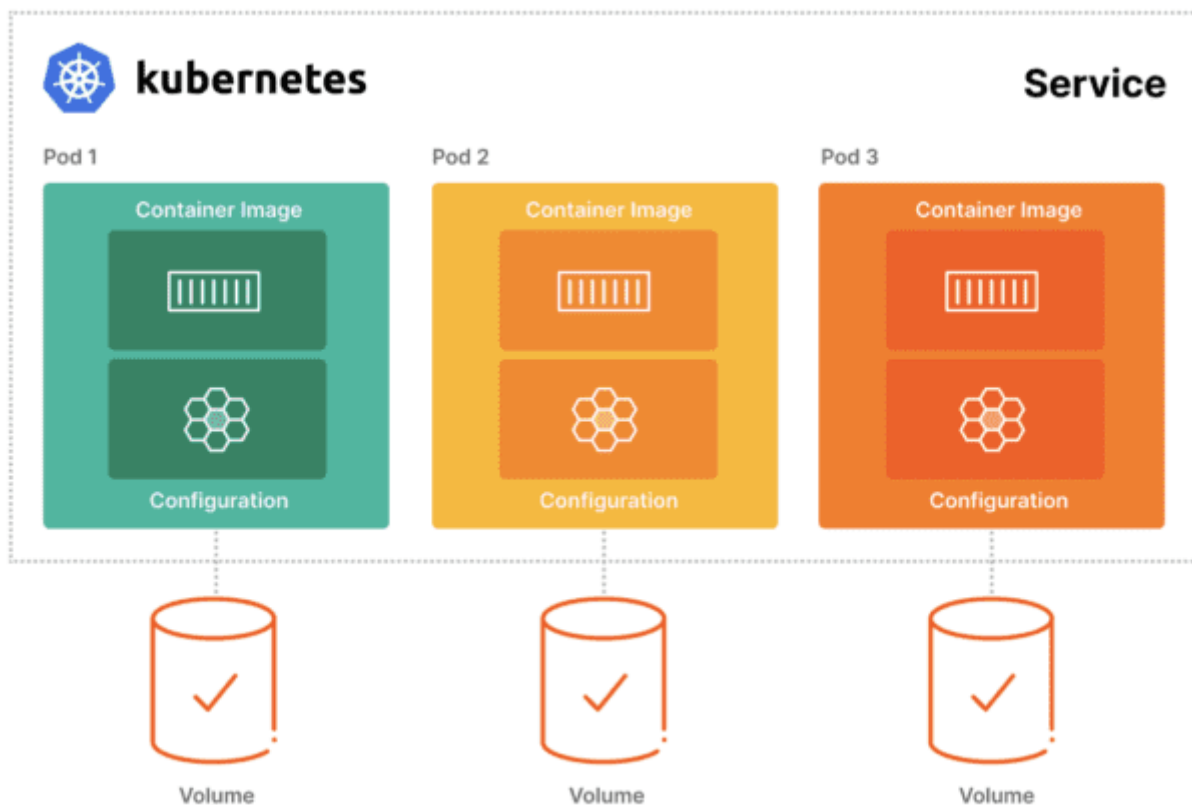 kubernetes
Service
Pod 1
Pod 2
Pod 3
Container Image
Container Image
Container Image
Configuration
Configuration
Configuration
Volume
Volume
Volume